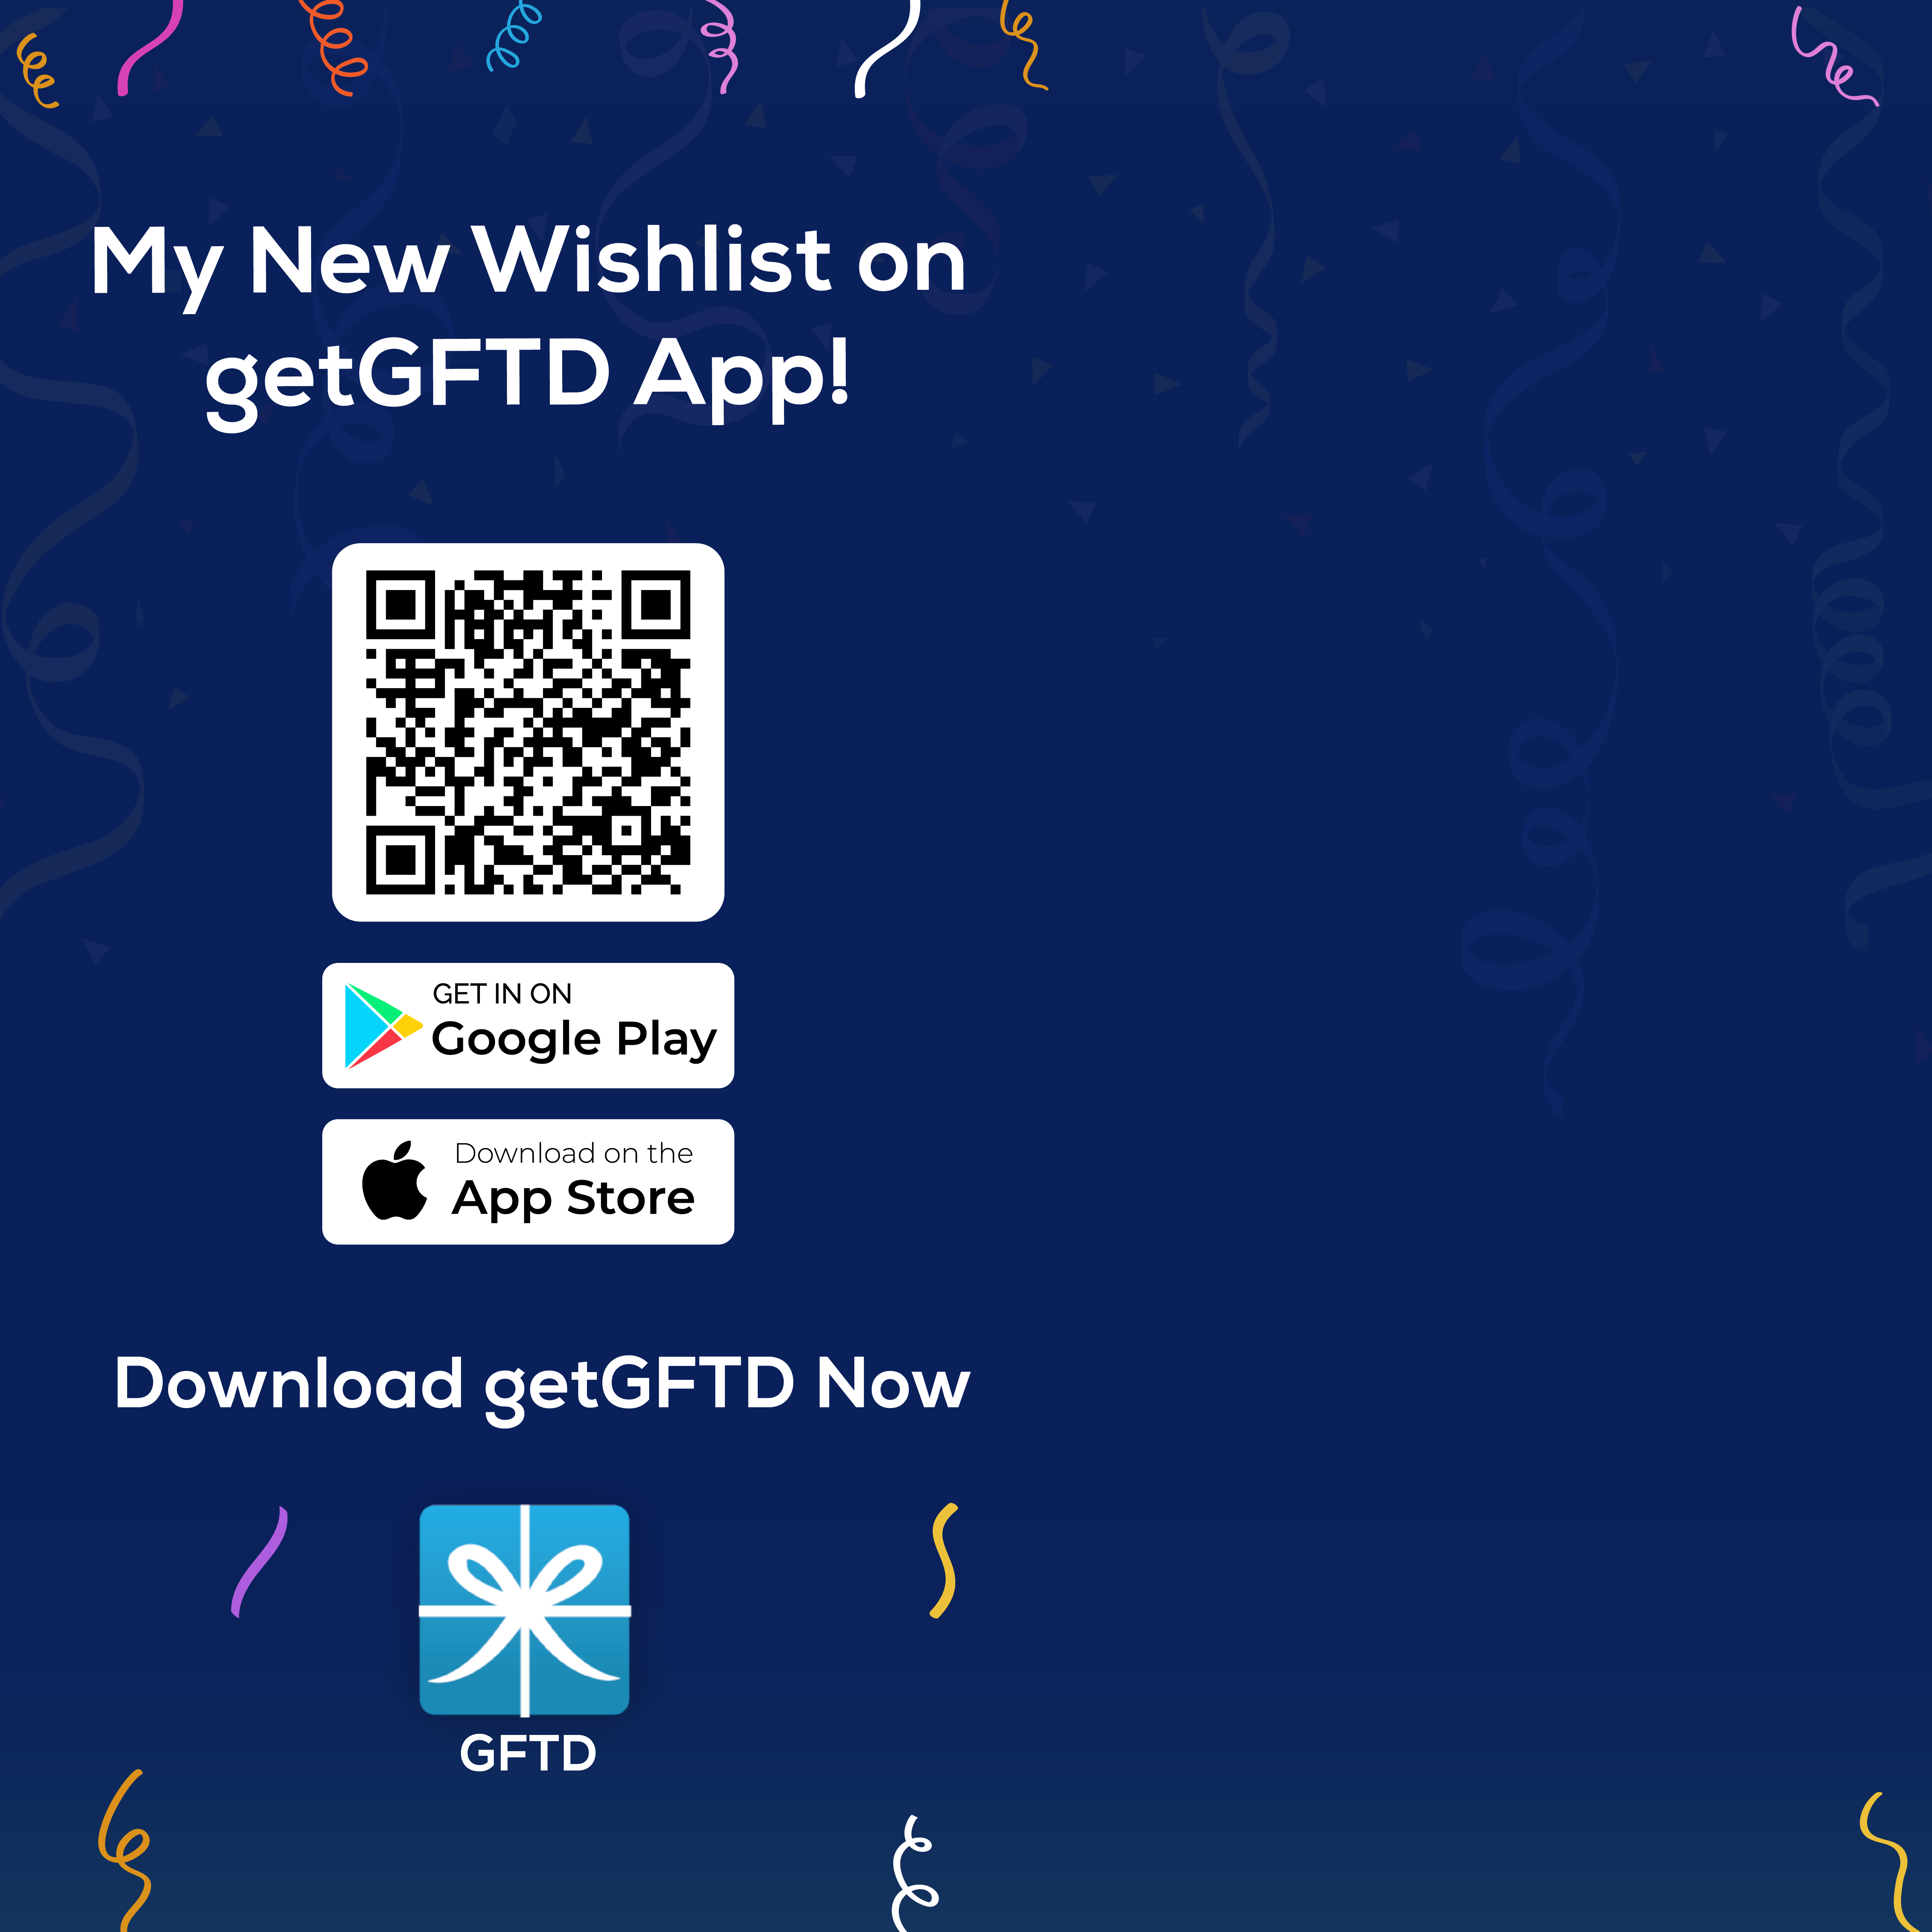 My New Wishlist on
getGFTD App!
GET IN ON
Google Play
Download on the
App Store
Download getGFTD Now
GFTD